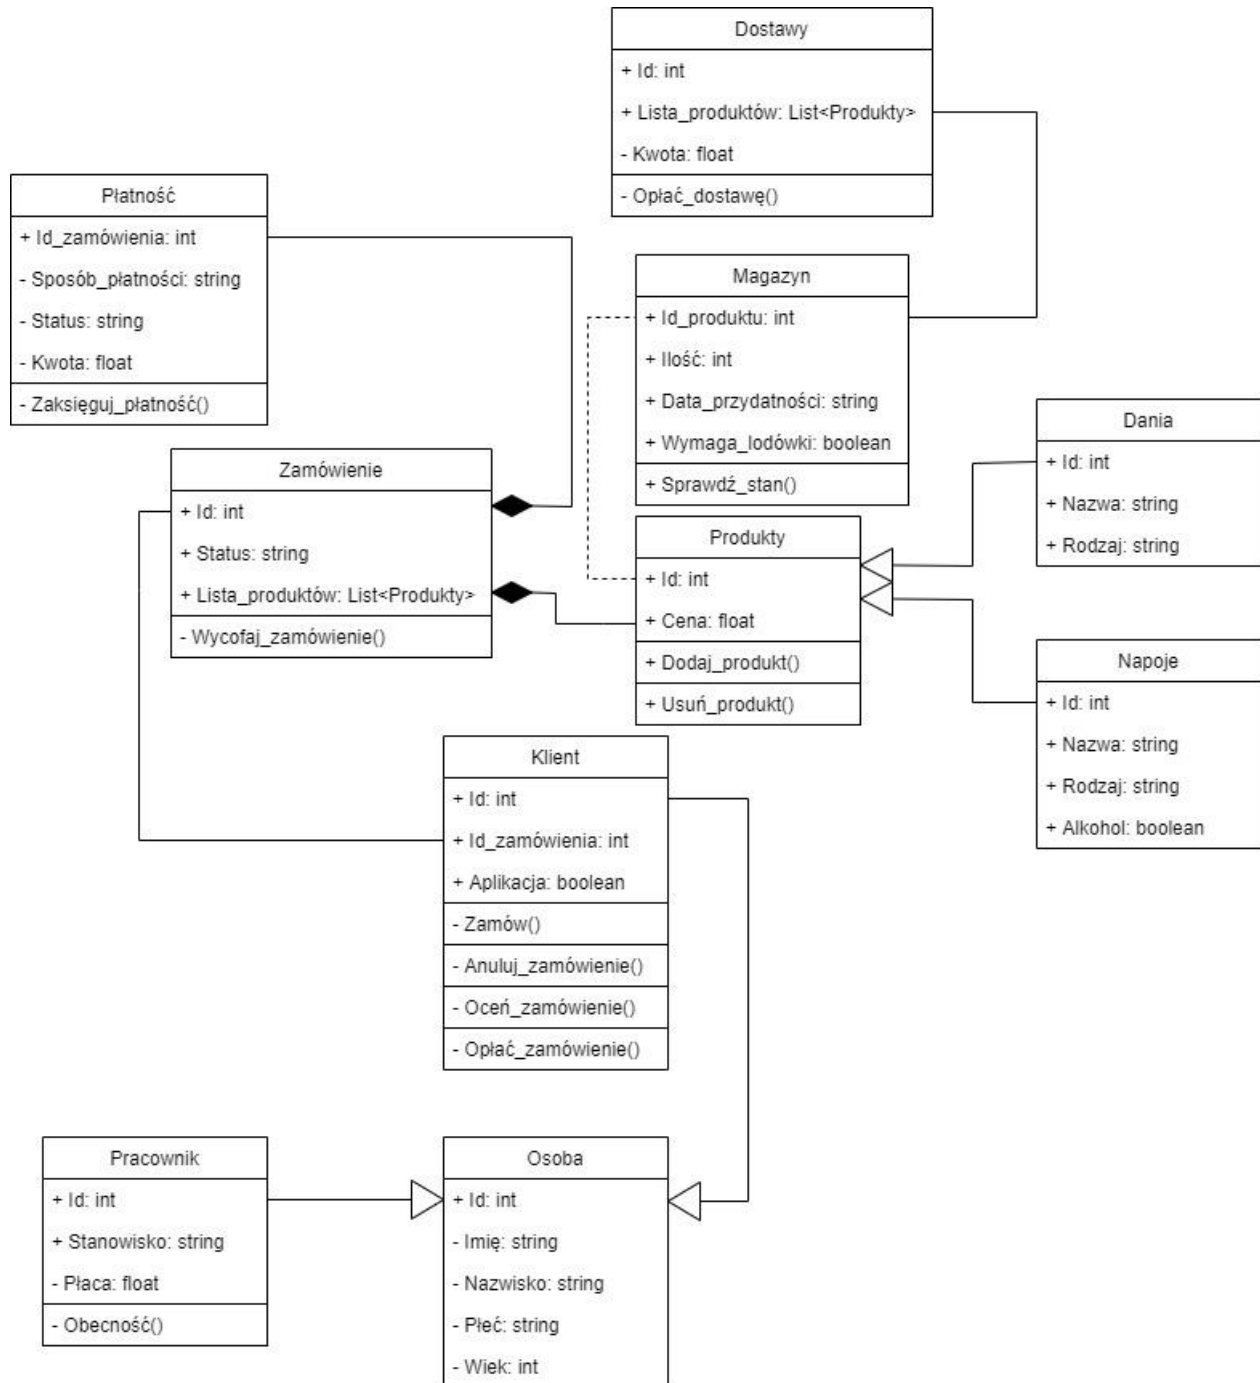 Dostawy
+ Id: int
+ Lista_produktów: List<Produkty>
- Kwota: float
- Opłać_dostawę()
Płatność
+ Id_zamówienia: int
- Sposób_płatności: string
- Status: string
- Kwota: float
- Zaksięguj_płatność()
Magazyn
+ Id_produktu: int
+ Ilość: int
+ Data_przydatności: string
+ Wymaga_lodówki: boolean
+ Sprawdź_stan()
Dania
+ Id: int
+ Nazwa: string
+ Rodzaj: string
Zamówienie
+ Id: int
+ Status: string
+ Lista_produktów: List<Produkty>
- Wycofaj_zamówienie()
Produkty
+ Id: int
+ Cena: float
+ Dodaj_produkt()
+ Usuń_produkt()
Napoje
+ Id: int
+ Nazwa: string
+ Rodzaj: string
+ Alkohol: boolean
Klient
+ Id: int
+ Id_zamówienia: int
+ Aplikacja: boolean
- Zamów()
- Anuluj_zamówienie()
- Oceń_zamówienie()
- Opłać_zamówienie()
Pracownik
+ Id: int
+ Stanowisko: string
- Płaca: float
- Obecność()
Osoba
+ Id: int
- Imię: string
- Nazwisko: string
- Płeć: string
- Wiek: int